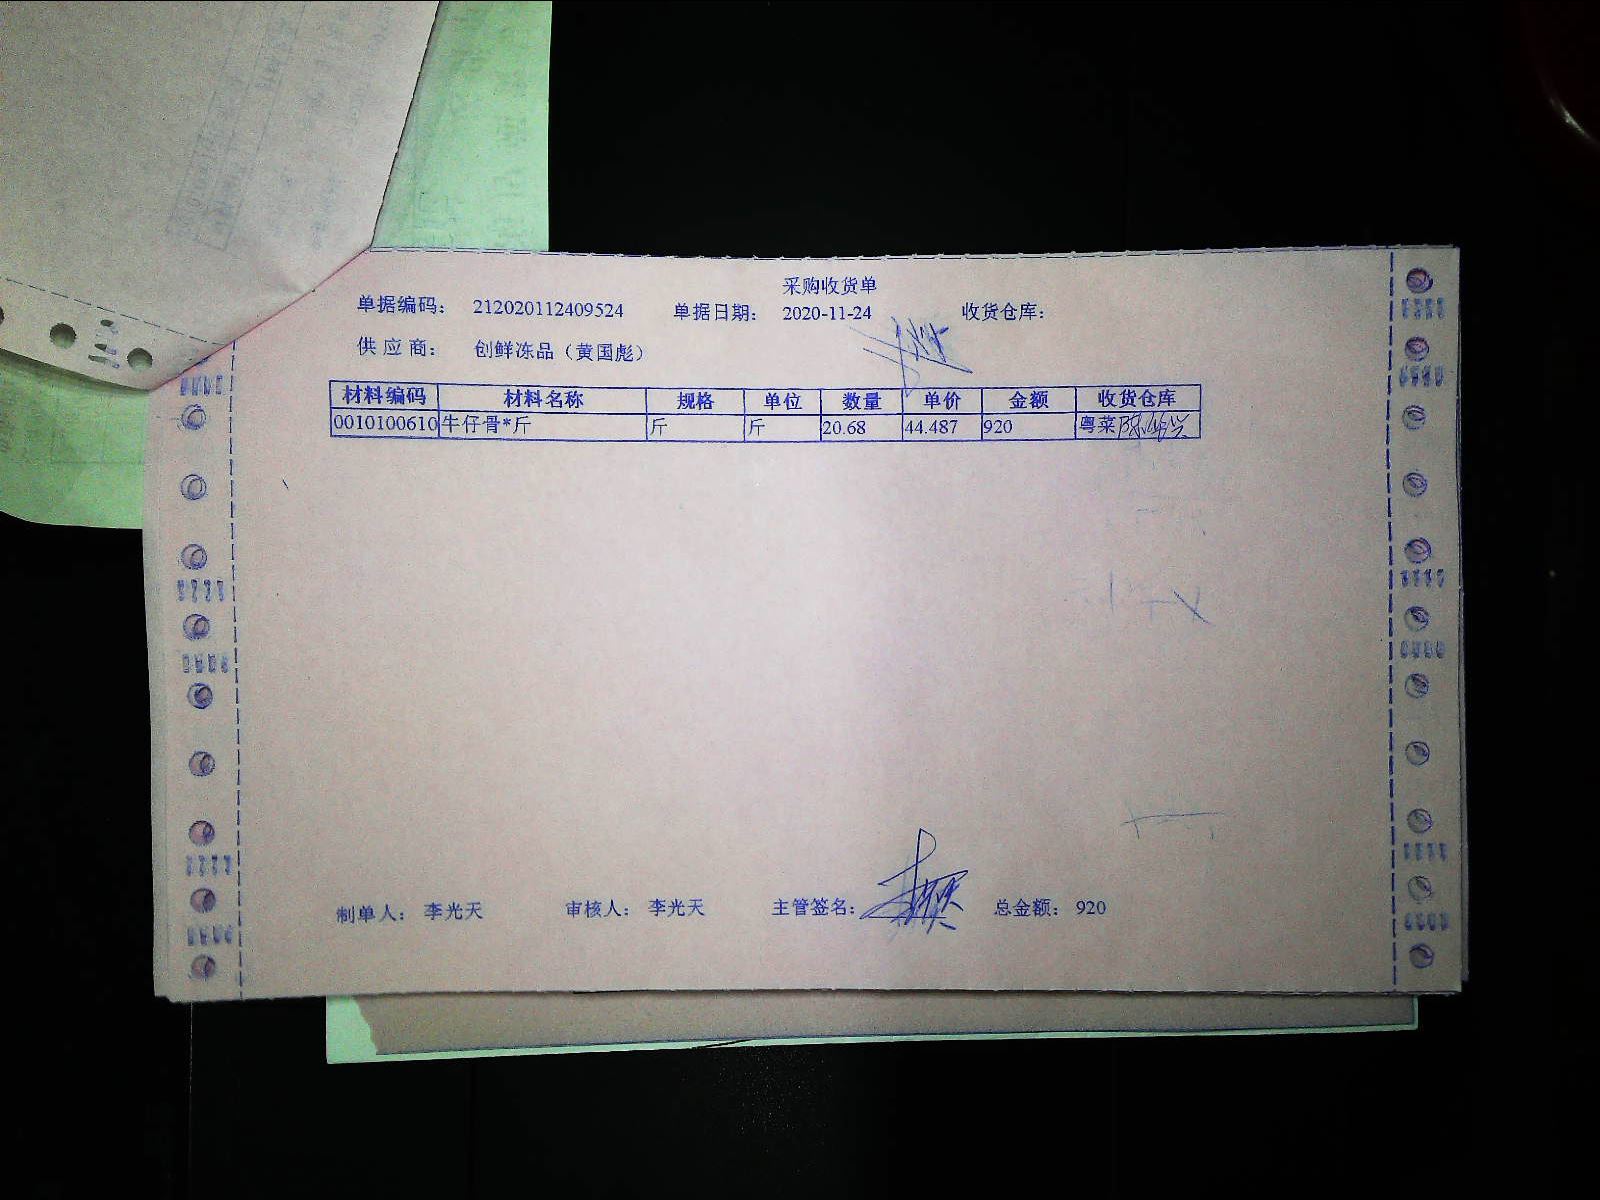 采购收货单
单据编码： 212020112409524 单据日期： 2020-11-24 收货仓库：
供 应 商： 创鲜冻品（黄国彪）
材料编码 材料名称 规格 单位 数量 单价 金额 收货仓库
0010100610 牛仔骨*斤 斤 斤 20.68 44.487 920 粤菜
制单人： 李光天 审核人： 李光天 主管签名： 总金额： 920